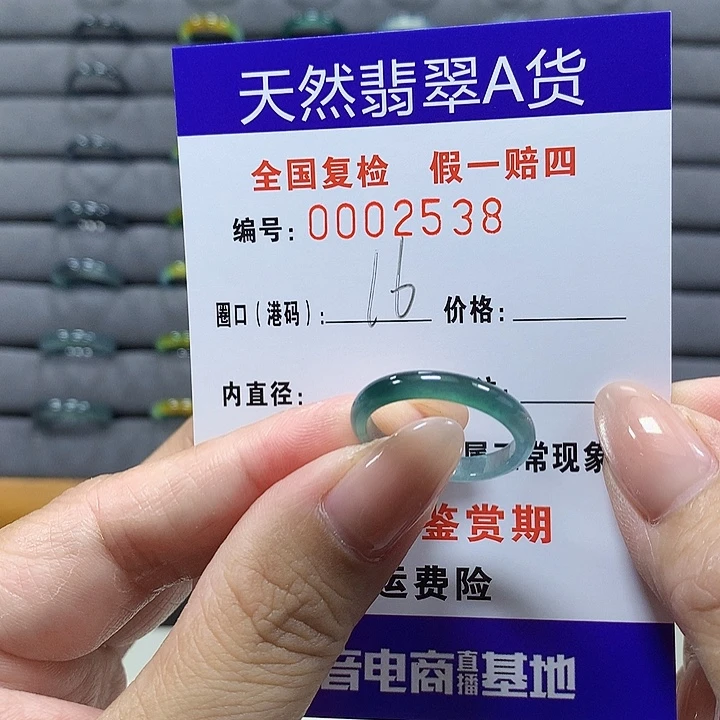 天然翡翠A货
全国复检 假一赔四
编号: 0002538
圈口(港码): 16 价格:
内直径:
常现象
鉴赏期
运费险
音电商直播基地